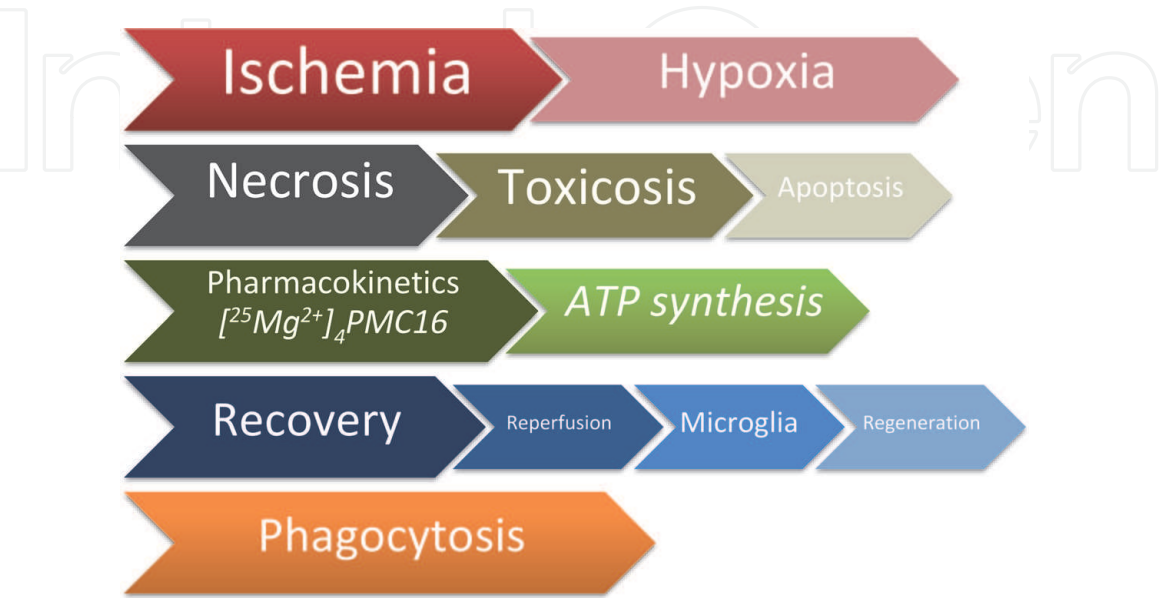 Ischemia
Hypoxia
Necrosis
Toxicosis
Apoptosis
Pharmacokinetics
[²⁵Mg²⁺]₄PMC16
ATP synthesis
Recovery
Reperfusion
Microglia
Regeneration
Phagocytosis